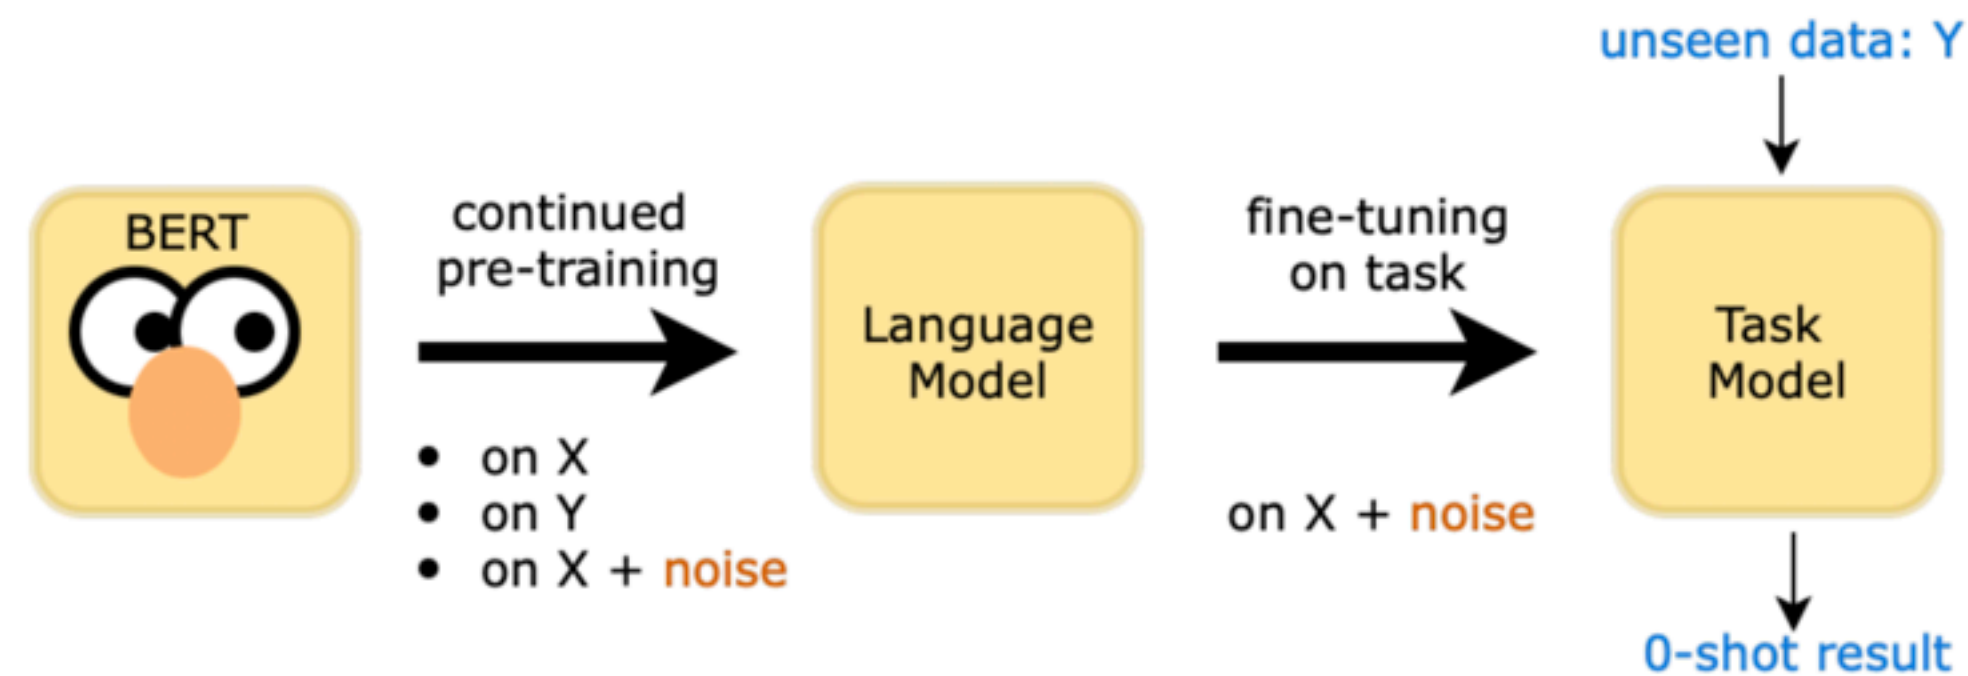 BERT
continued
pre-training
• on X
• on Y
• on X + noise
Language
Model
fine-tuning
on task
on X + noise
unseen data: Y
Task
Model
0-shot result